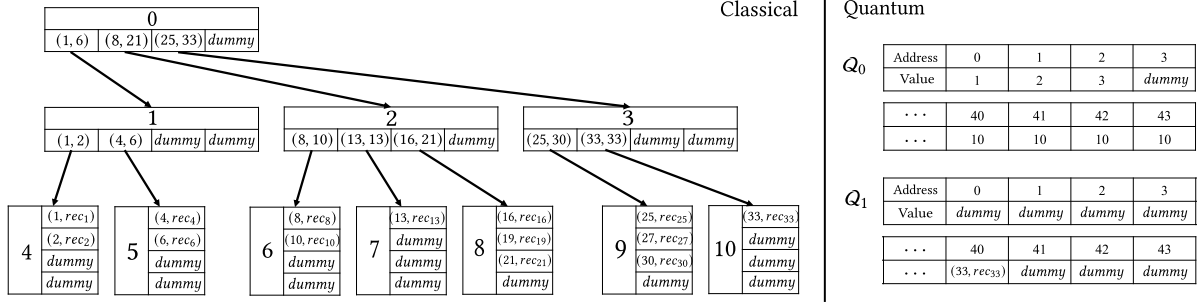 Classical
0
(1, 6) (8, 21) (25, 33) dummy
1
(1, 2) (4, 6) dummy dummy
2
(8, 10) (13, 13) (16, 21) dummy
3
(25, 30) (33, 33) dummy dummy
4
(1, rec₁)
(2, rec₂)
dummy
dummy
5
(4, rec₄)
(6, rec₆)
dummy
dummy
6
(8, rec₈)
(10, rec₁₀)
dummy
dummy
7
(13, rec₁₃)
dummy
dummy
dummy
8
(16, rec₁₆)
(19, rec₁₉)
(21, rec₂₁)
dummy
9
(25, rec₂₅)
(27, rec₂₇)
(30, rec₃₀)
dummy
10
(33, rec₃₃)
dummy
dummy
dummy
Quantum
𝒬₀
Address 0 1 2 3
Value 1 2 3 dummy
· · · 40 41 42 43
· · · 10 10 10 10
𝒬₁
Address 0 1 2 3
Value dummy dummy dummy dummy
· · · 40 41 42 43
· · · (33, rec₃₃) dummy dummy dummy